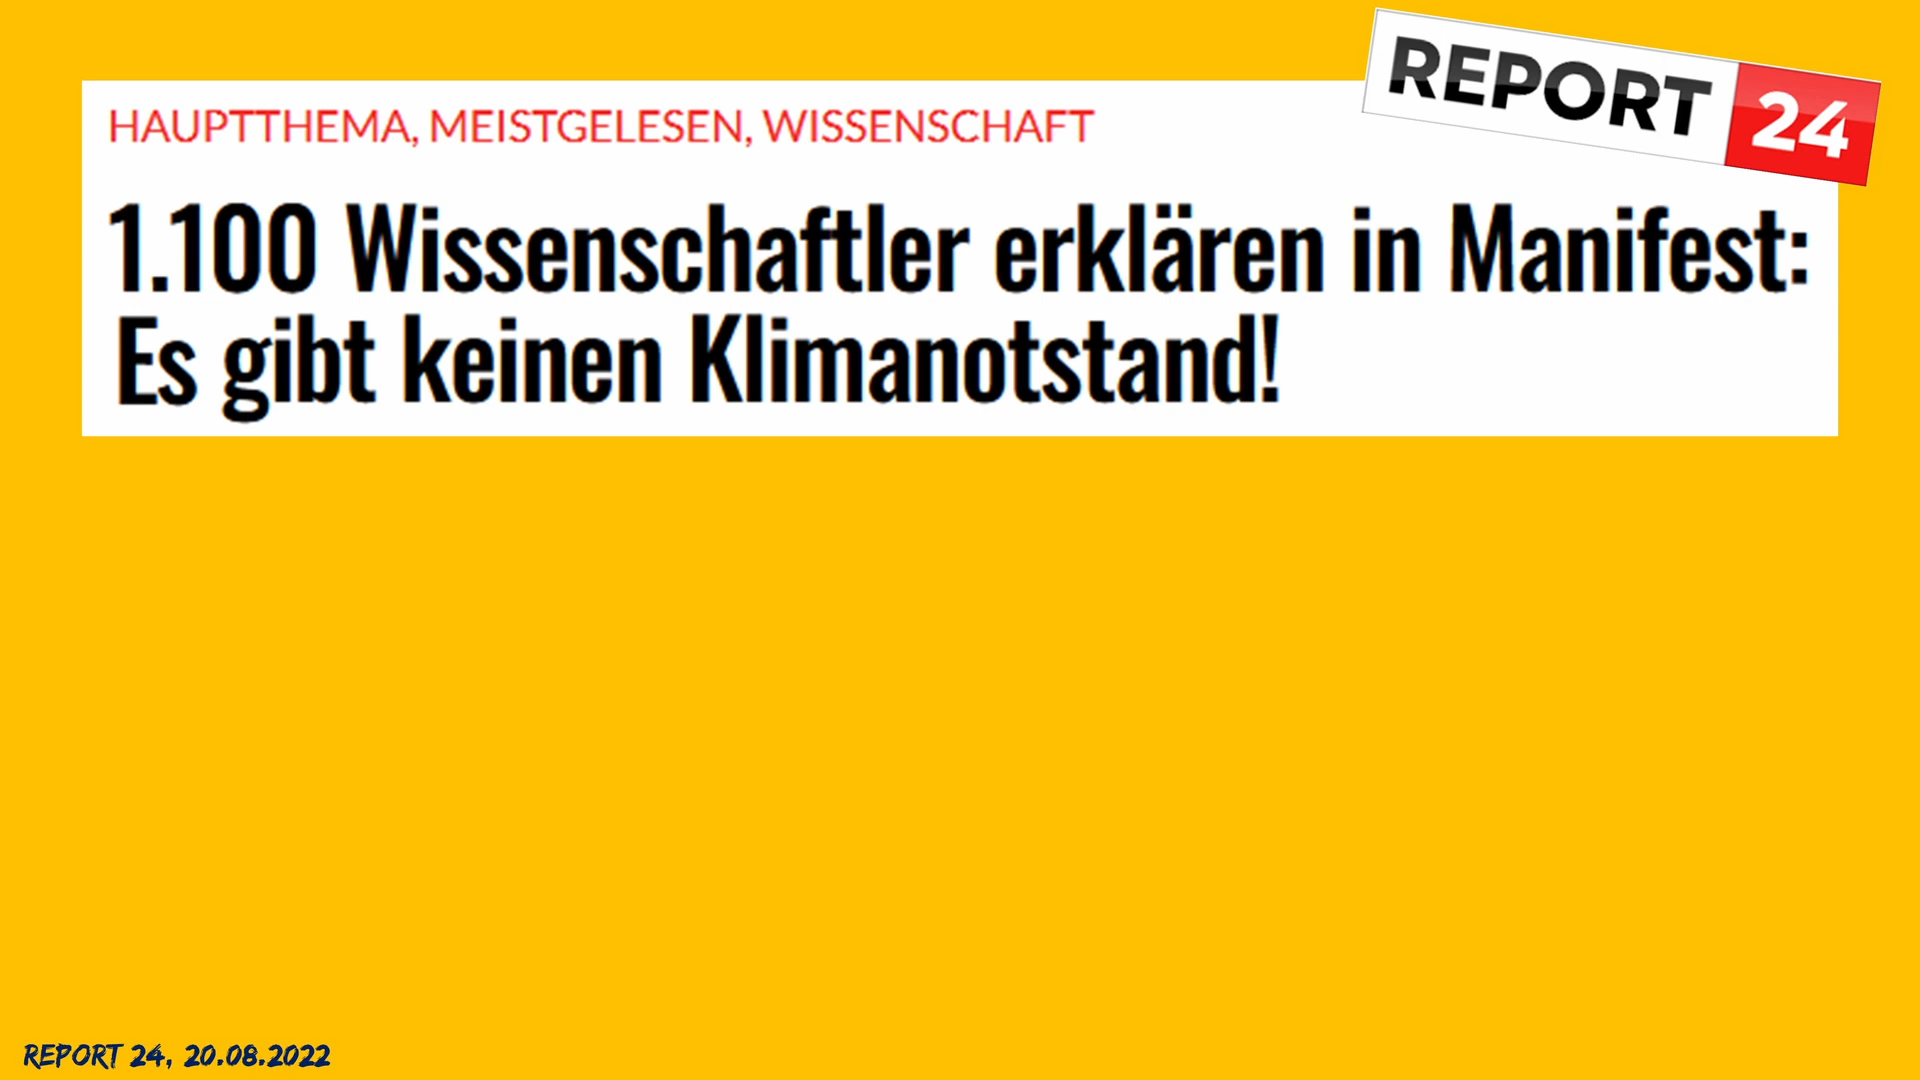 REPORT 24
HAUPTTHEMA, MEISTGELESEN, WISSENSCHAFT
1.100 Wissenschaftler erklären in Manifest:
Es gibt keinen Klimanotstand!
REPORT 24, 20.08.2022